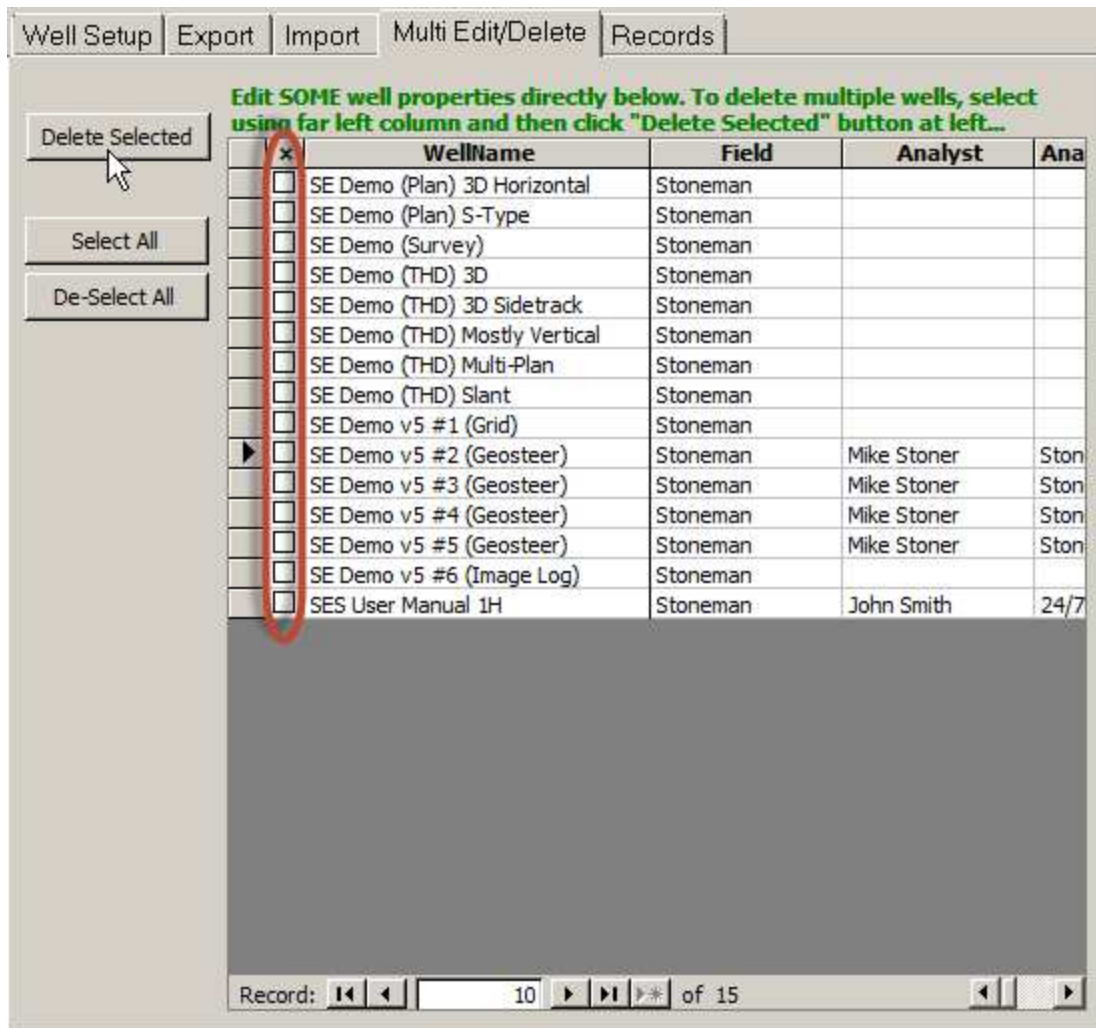 Well Setup Export Import Multi Edit/Delete Records
Edit SOME well properties directly below. To delete multiple wells, select
using far left column and then click "Delete Selected" button at left...
Delete Selected
Select All
De-Select All
x WellName Field Analyst Ana
SE Demo (Plan) 3D Horizontal Stoneman
SE Demo (Plan) S-Type Stoneman
SE Demo (Survey) Stoneman
SE Demo (THD) 3D Stoneman
SE Demo (THD) 3D Sidetrack Stoneman
SE Demo (THD) Mostly Vertical Stoneman
SE Demo (THD) Multi-Plan Stoneman
SE Demo (THD) Slant Stoneman
SE Demo v5 #1 (Grid) Stoneman
SE Demo v5 #2 (Geosteer) Stoneman Mike Stoner Ston
SE Demo v5 #3 (Geosteer) Stoneman Mike Stoner Ston
SE Demo v5 #4 (Geosteer) Stoneman Mike Stoner Ston
SE Demo v5 #5 (Geosteer) Stoneman Mike Stoner Ston
SE Demo v5 #6 (Image Log) Stoneman
SES User Manual 1H Stoneman John Smith 24/7
Record: 10 of 15